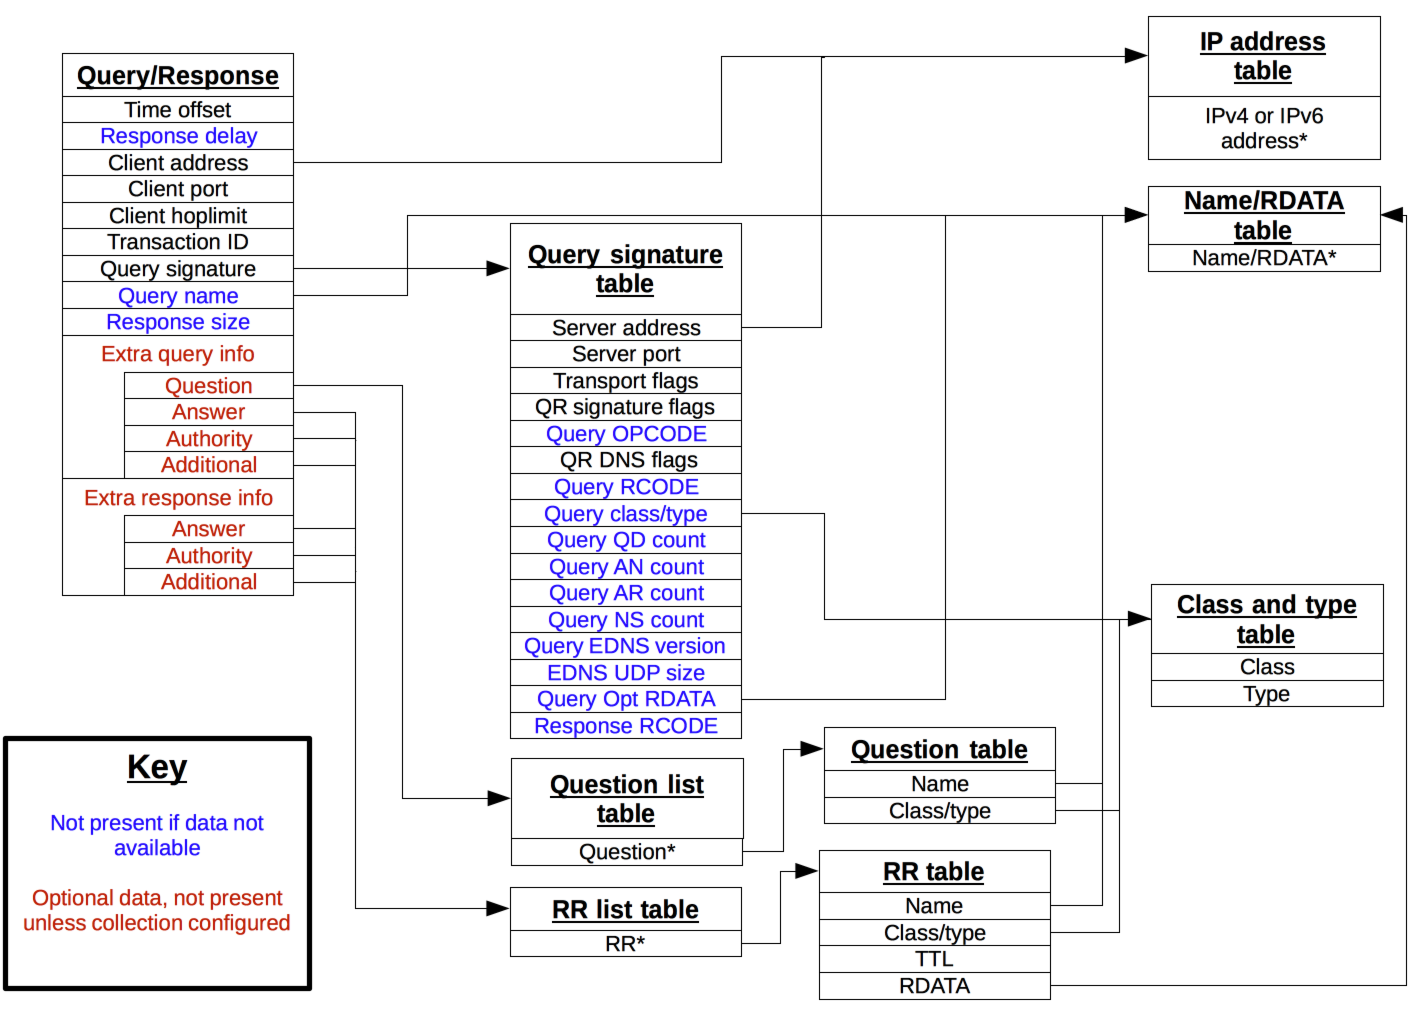 Query/Response
Time offset
Response delay
Client address
Client port
Client hoplimit
Transaction ID
Query signature
Query name
Response size
Extra query info
Question
Answer
Authority
Additional
Extra response info
Answer
Authority
Additional
Key
Not present if data not
available
Optional data, not present
unless collection configured
Query signature
table
Server address
Server port
Transport flags
QR signature flags
Query OPCODE
QR DNS flags
Query RCODE
Query class/type
Query QD count
Query AN count
Query AR count
Query NS count
Query EDNS version
EDNS UDP size
Query Opt RDATA
Response RCODE
Question list
table
Question*
RR list table
RR*
Question table
Name
Class/type
RR table
Name
Class/type
TTL
RDATA
IP address
table
IPv4 or IPv6
address*
Name/RDATA
table
Name/RDATA*
Class and type
table
Class
Type